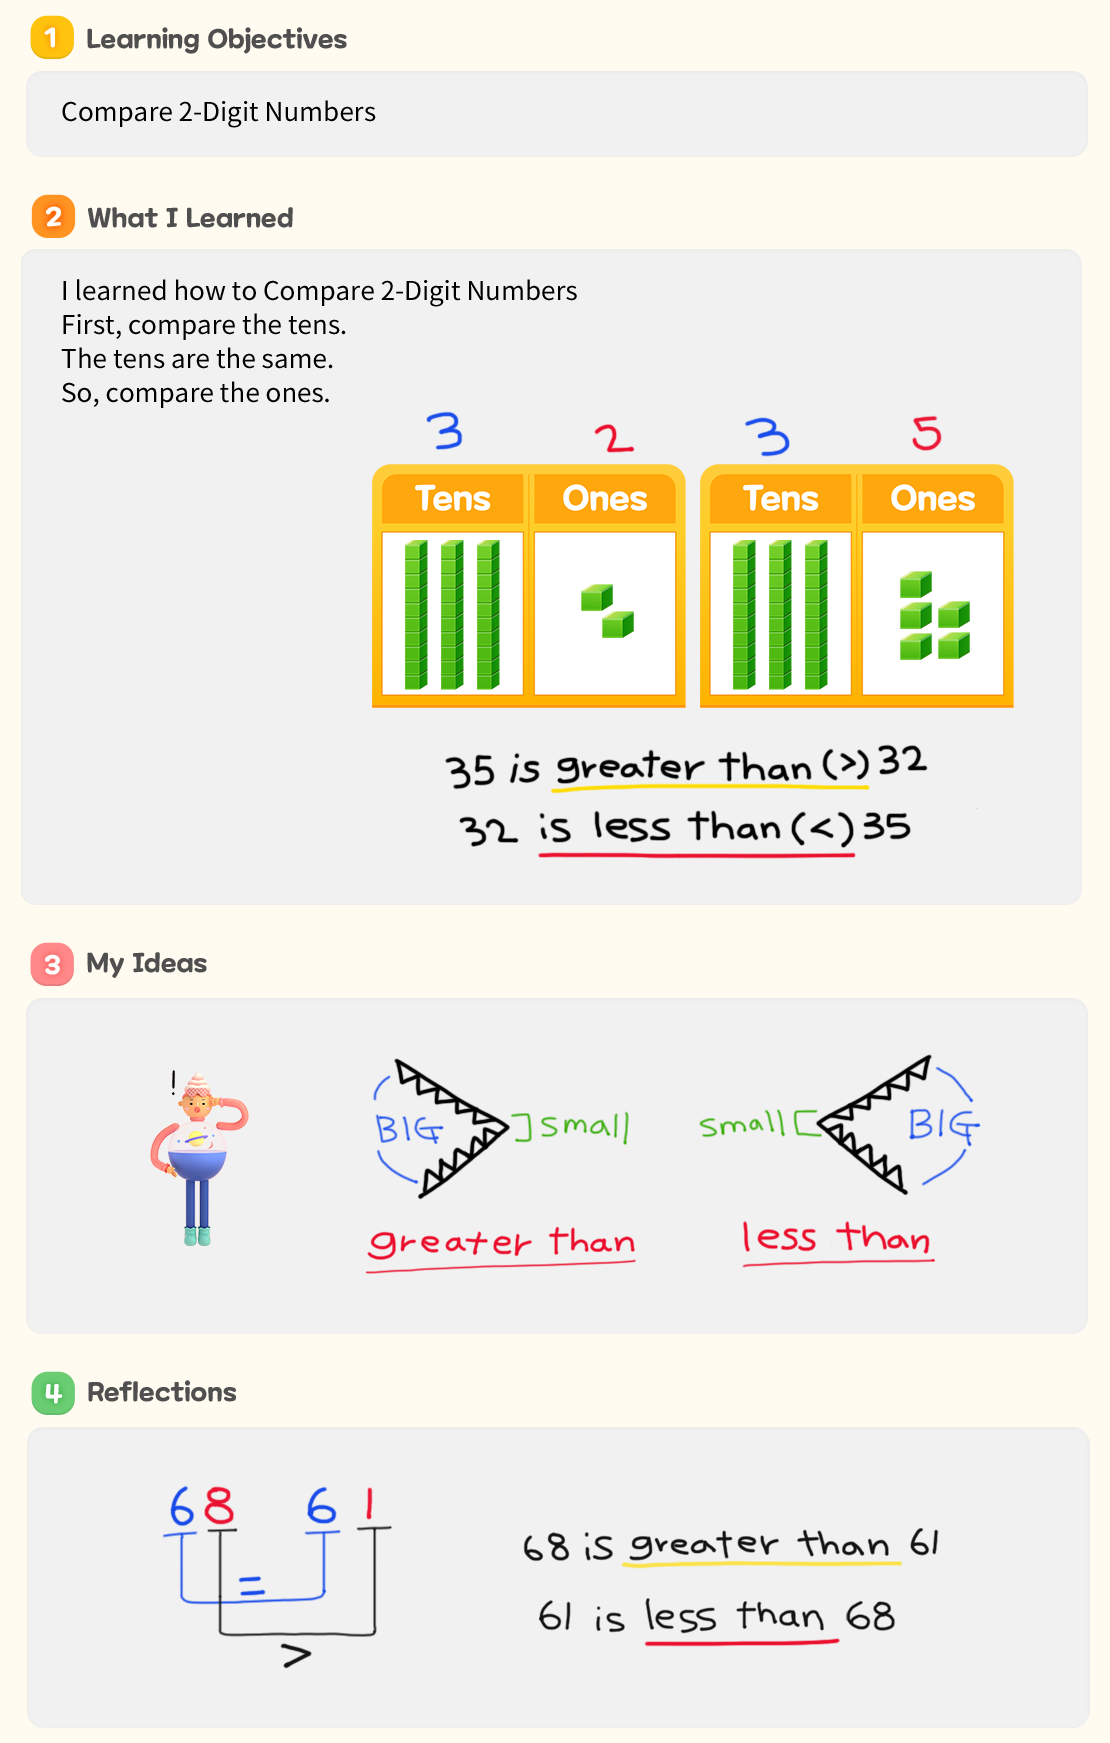 1 Learning Objectives
Compare 2-Digit Numbers
2 What I Learned
I learned how to Compare 2-Digit Numbers
First, compare the tens.
The tens are the same.
So, compare the ones.
3 2 3 5
Tens Ones Tens Ones
35 is greater than (>) 32
32 is less than (<) 35
3 My Ideas
!
BIG small small BIG
greater than less than
4 Reflections
68 61
68 is greater than 61
=
61 is less than 68
>